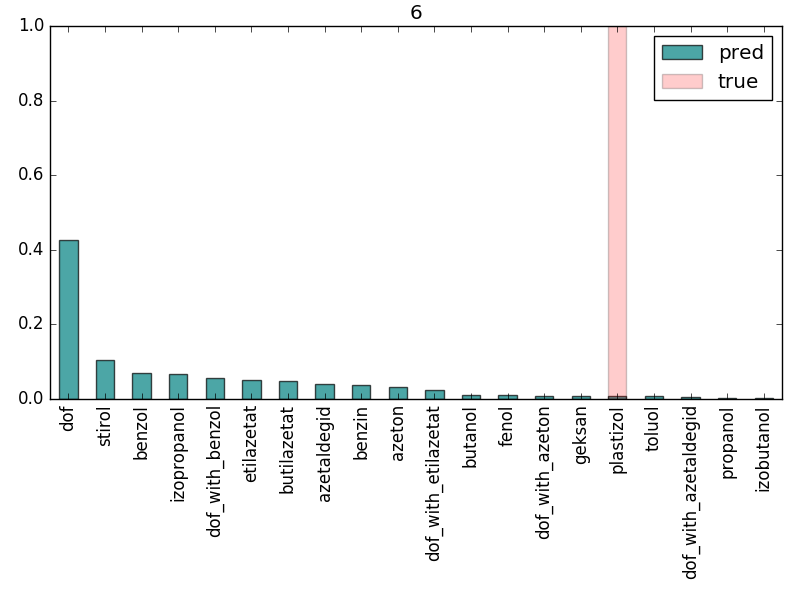 6
1.0
0.8
0.6
0.4
0.2
0.0
pred
true
dof
stirol
benzol
izopropanol
dof_with_benzol
etilazetat
butilazetat
azetaldegid
benzin
azeton
dof_with_etilazetat
butanol
fenol
dof_with_azeton
geksan
plastizol
toluol
dof_with_azetaldegid
propanol
izobutanol